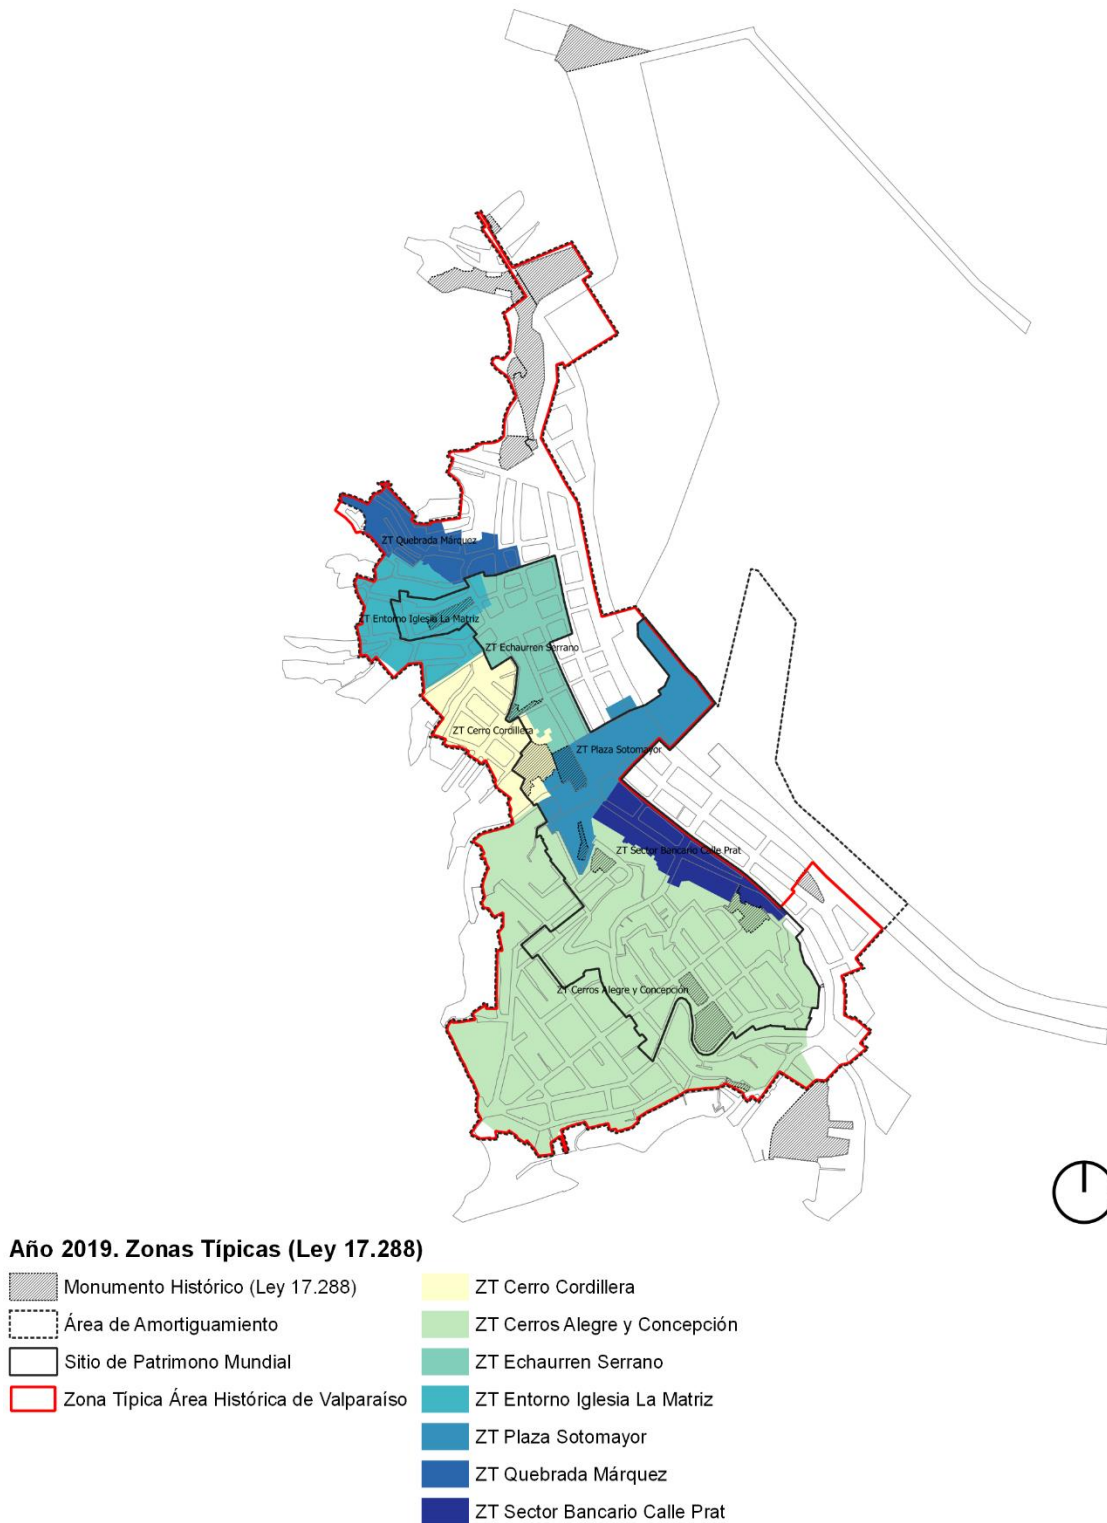 ZT Quebrada Márquez
ZT Entorno Iglesia La Matriz
ZT Echaurren Serrano
ZT Cerro Cordillera
ZT Plaza Sotomayor
ZT Sector Bancario Calle Prat
ZT Cerros Alegre y Concepción
Año 2019. Zonas Típicas (Ley 17.288)
Monumento Histórico (Ley 17.288)
Área de Amortiguamiento
Sitio de Patrimono Mundial
Zona Típica Área Histórica de Valparaíso
ZT Cerro Cordillera
ZT Cerros Alegre y Concepción
ZT Echaurren Serrano
ZT Entorno Iglesia La Matriz
ZT Plaza Sotomayor
ZT Quebrada Márquez
ZT Sector Bancario Calle Prat